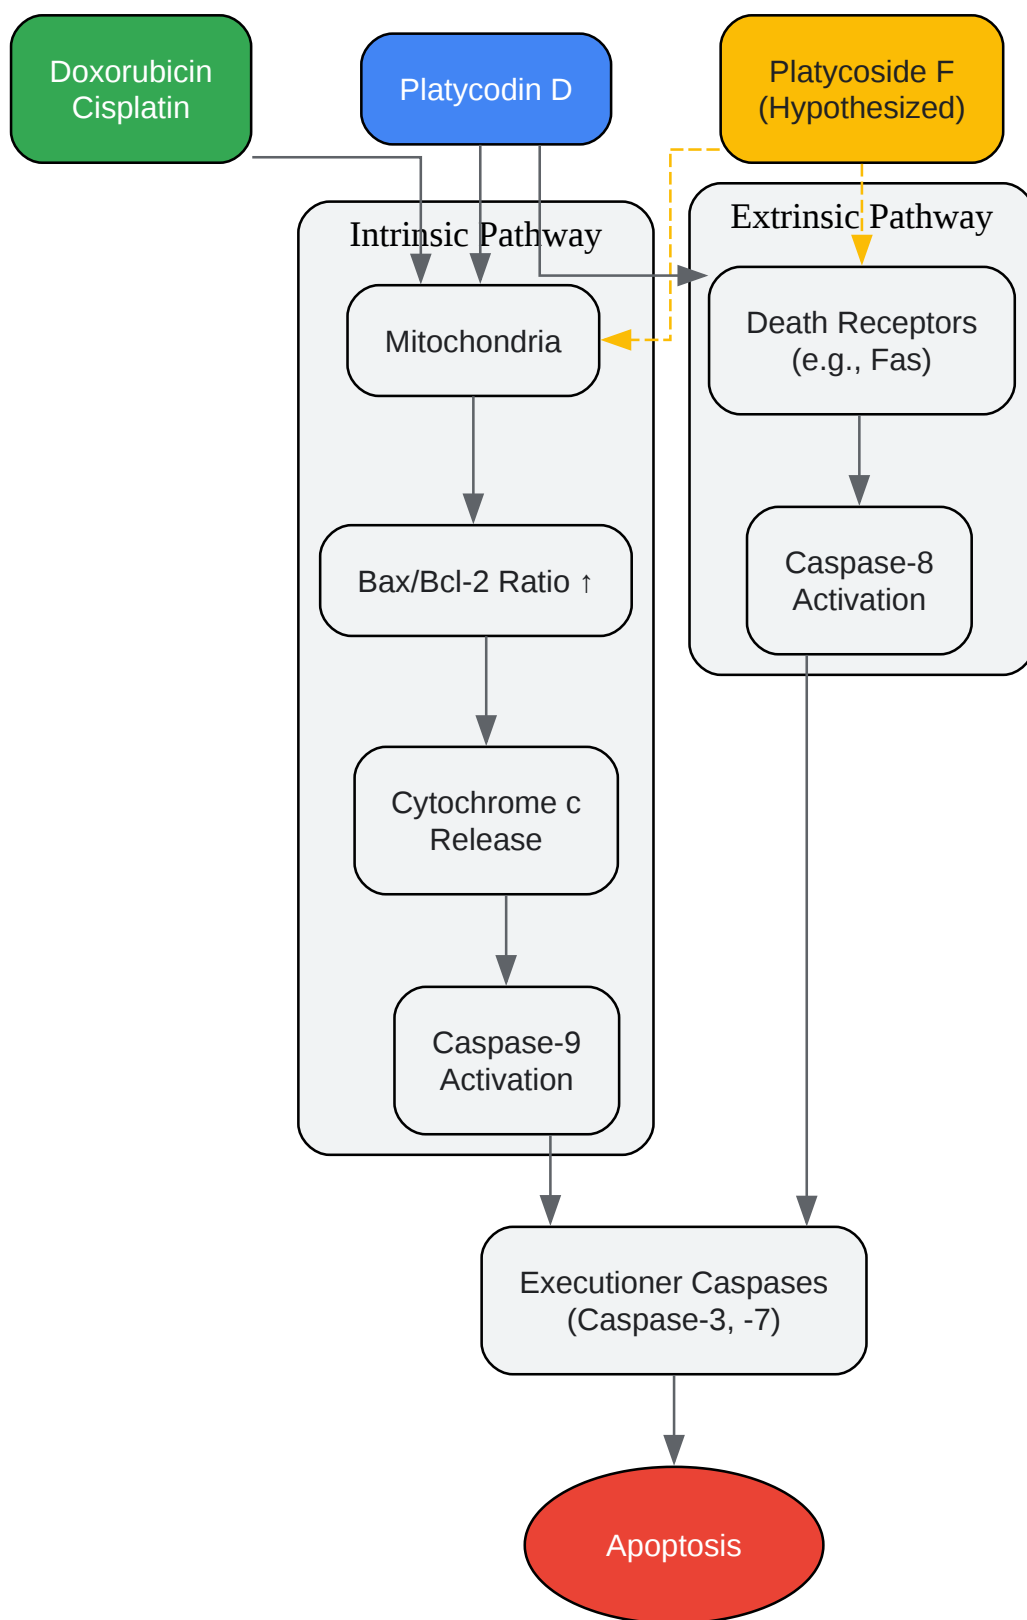 Doxorubicin
Cisplatin
Platycodin D
Platycoside F
(Hypothesized)
Intrinsic Pathway
Extrinsic Pathway
Mitochondria
Death Receptors
(e.g., Fas)
Bax/Bcl-2 Ratio ↑
Caspase-8
Activation
Cytochrome c
Release
Caspase-9
Activation
Executioner Caspases
(Caspase-3, -7)
Apoptosis